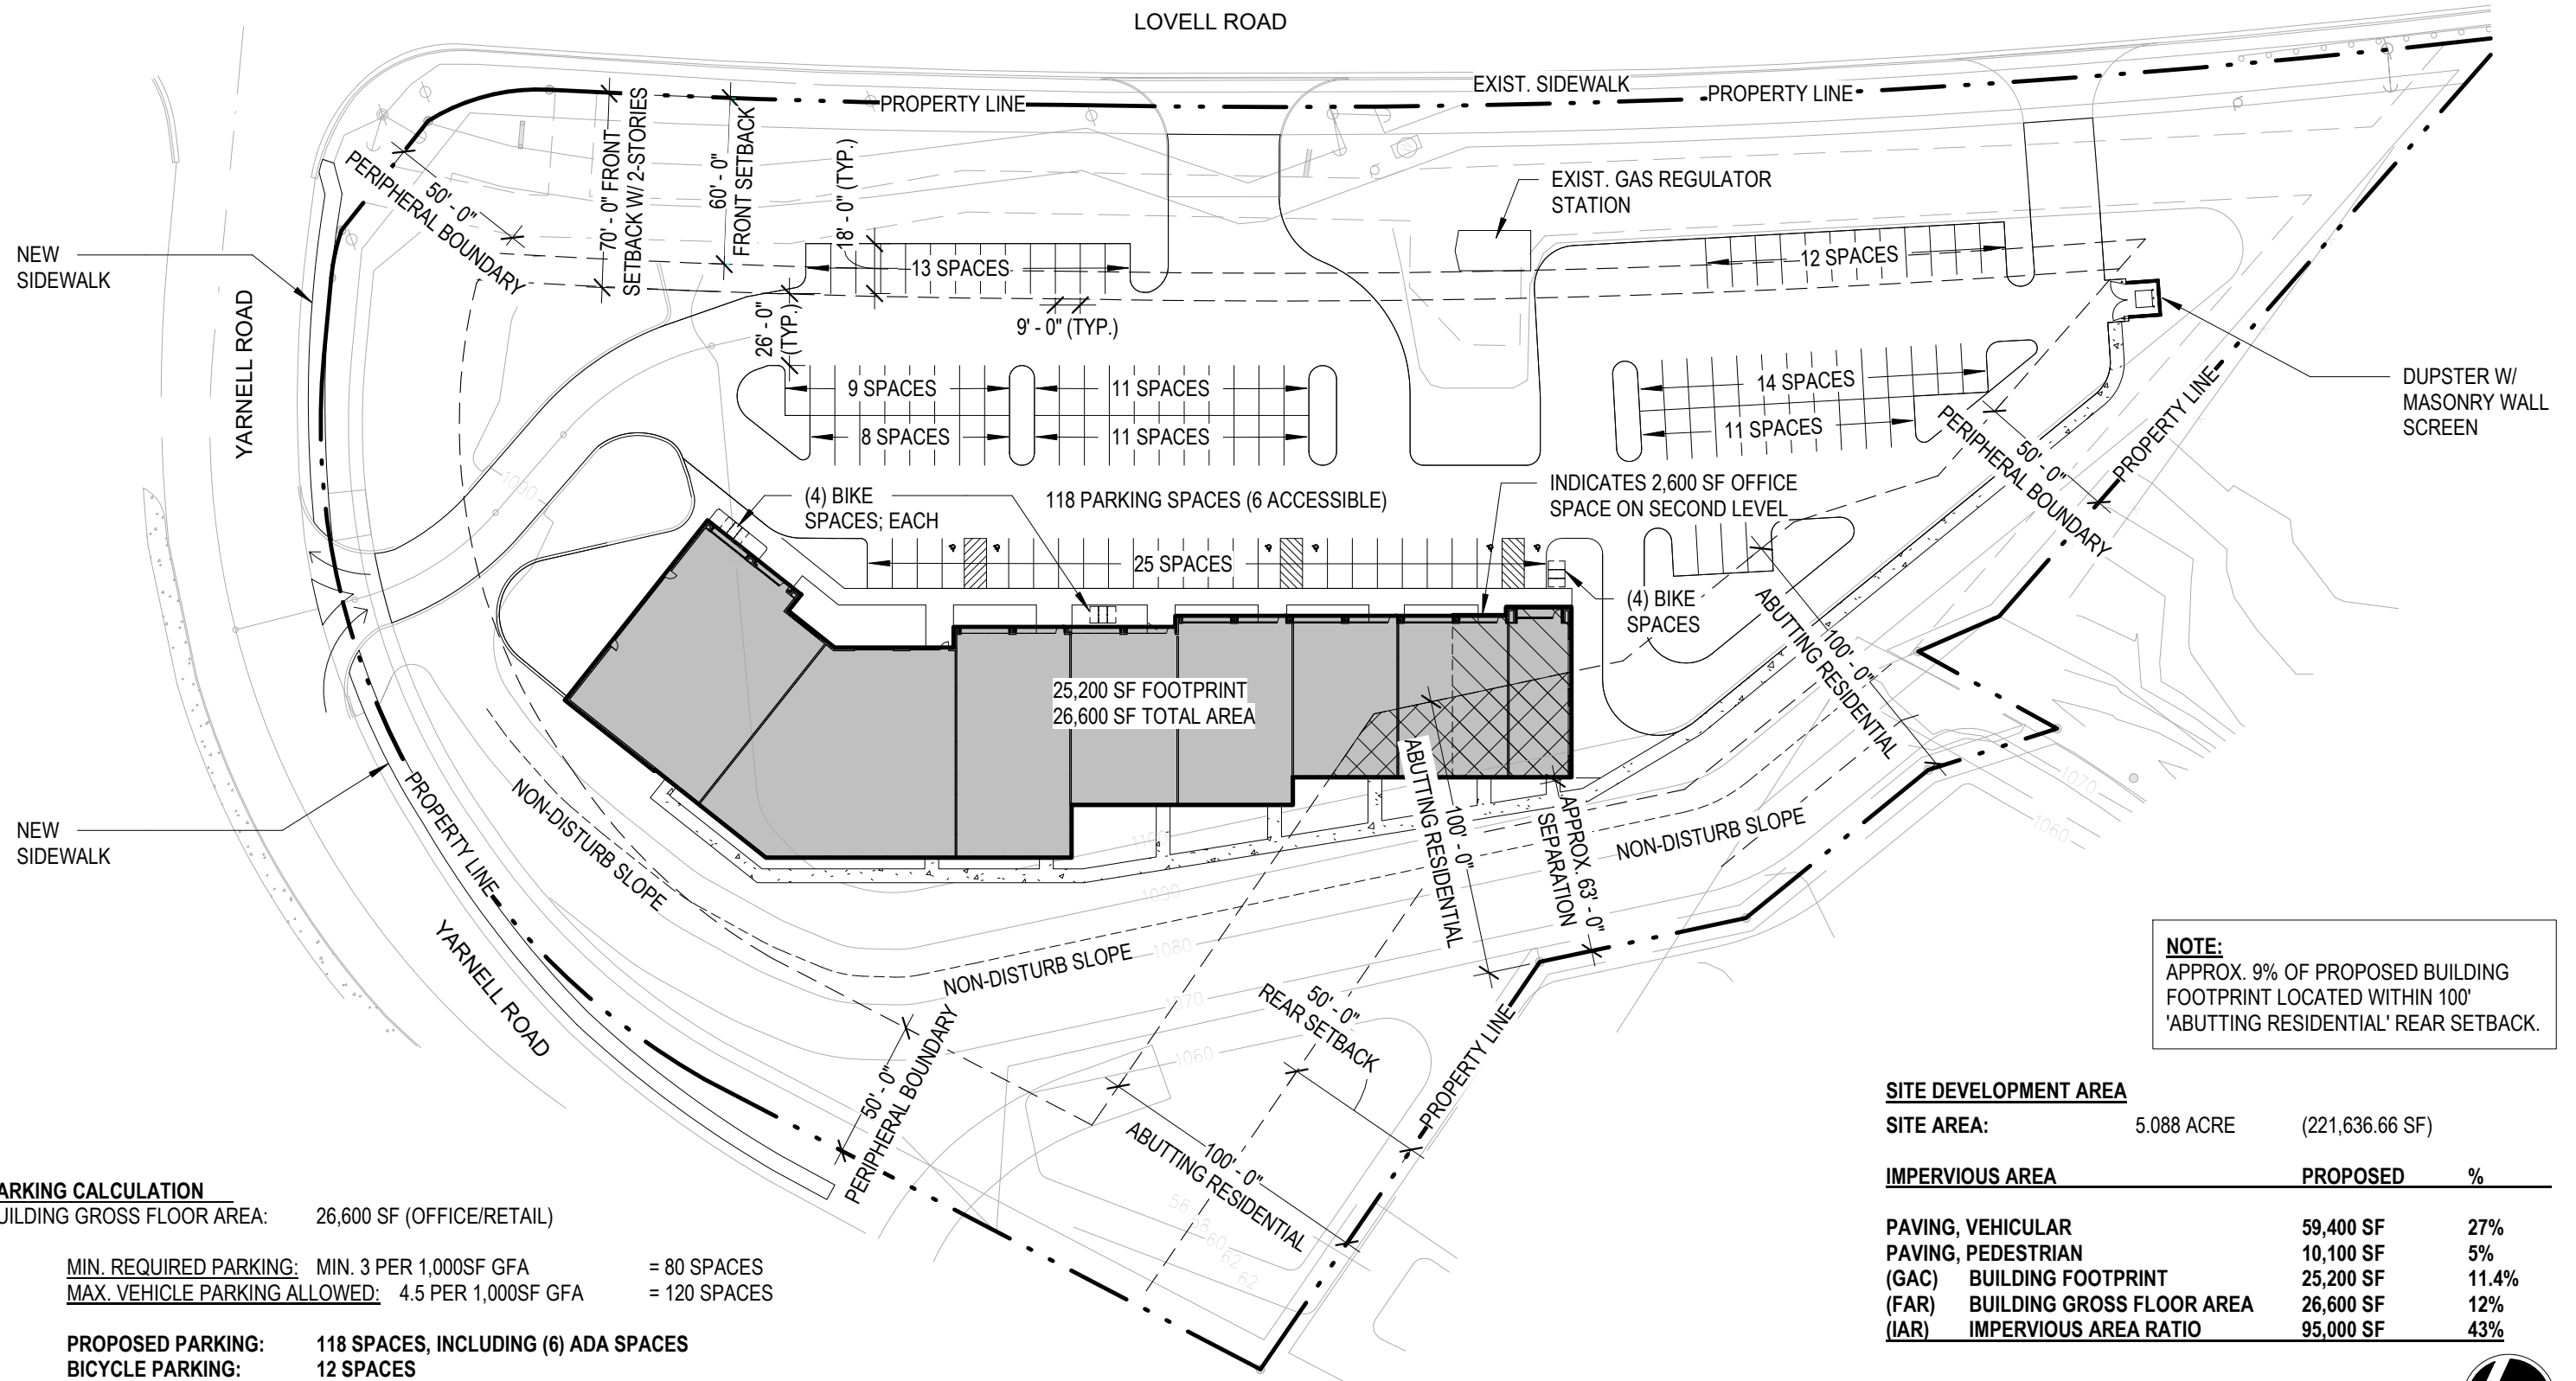 LOVELL ROAD
EXIST. SIDEWALK
PROPERTY LINE
PROPERTY LINE
70' - 0" FRONT
SETBACK W/ 2-STORIES
60' - 0"
FRONT SETBACK
18' - 0" (TYP.)
50' - 0"
PERIPHERAL BOUNDARY
EXIST. GAS REGULATOR
STATION
NEW
SIDEWALK
YARNELL ROAD
13 SPACES
12 SPACES
26' - 0"
(TYP.)
9' - 0" (TYP.)
9 SPACES
11 SPACES
14 SPACES
8 SPACES
11 SPACES
11 SPACES
DUPSTER W/
MASONRY WALL
SCREEN
PROPERTY LINE
50' - 0"
PERIPHERAL BOUNDARY
1090
(4) BIKE
SPACES; EACH
118 PARKING SPACES (6 ACCESSIBLE)
INDICATES 2,600 SF OFFICE
SPACE ON SECOND LEVEL
25 SPACES
(4) BIKE
SPACES
100' - 0"
ABUTTING RESIDENTIAL
25,200 SF FOOTPRINT
26,600 SF TOTAL AREA
100' - 0"
ABUTTING RESIDENTIAL
APPROX. 63' - 0"
SEPARATION
1070
1060
NEW
SIDEWALK
PROPERTY LINE
NON-DISTURB SLOPE
NON-DISTURB SLOPE
1100
1090
1080
NON-DISTURB SLOPE
1070
1060
YARNELL ROAD
50' - 0"
REAR SETBACK
PROPERTY LINE
50' - 0"
PERIPHERAL BOUNDARY
100' - 0"
ABUTTING RESIDENTIAL
56
58
60
62
62
NOTE:
APPROX. 9% OF PROPOSED BUILDING
FOOTPRINT LOCATED WITHIN 100'
'ABUTTING RESIDENTIAL' REAR SETBACK.
SITE DEVELOPMENT AREA
SITE AREA: 5.088 ACRE (221,636.66 SF)
IMPERVIOUS AREA PROPOSED %
PAVING, VEHICULAR 59,400 SF 27%
PAVING, PEDESTRIAN 10,100 SF 5%
(GAC) BUILDING FOOTPRINT 25,200 SF 11.4%
(FAR) BUILDING GROSS FLOOR AREA 26,600 SF 12%
(IAR) IMPERVIOUS AREA RATIO 95,000 SF 43%
ARKING CALCULATION
UILDING GROSS FLOOR AREA: 26,600 SF (OFFICE/RETAIL)
MIN. REQUIRED PARKING: MIN. 3 PER 1,000SF GFA = 80 SPACES
MAX. VEHICLE PARKING ALLOWED: 4.5 PER 1,000SF GFA = 120 SPACES
PROPOSED PARKING: 118 SPACES, INCLUDING (6) ADA SPACES
BICYCLE PARKING: 12 SPACES